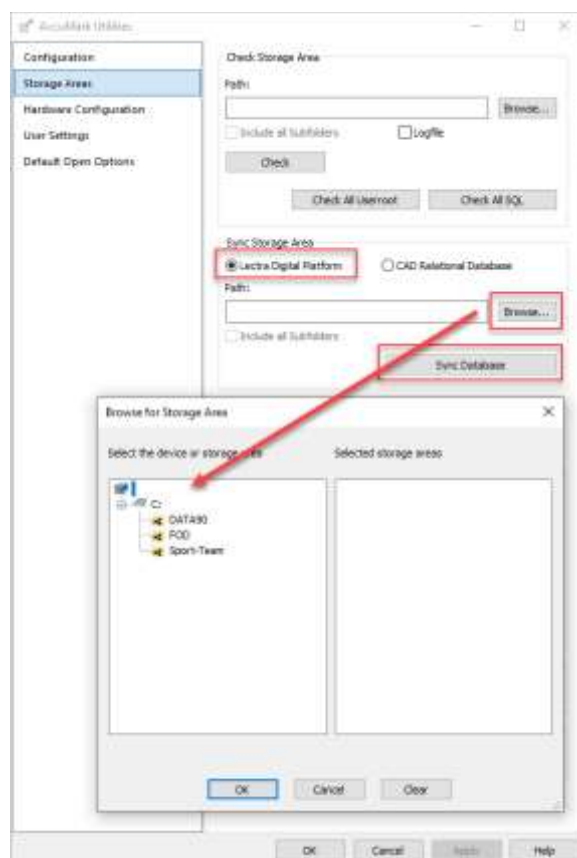 AccuMark Utilities
Configuration
Storage Areas
Hardware Configuration
User Settings
Default Open Options
Check Storage Area
Path:
Browse...
Include all Subfolders
Logfile
Check
Check All Userroot
Check All SQL
Sync Storage Area
Lectra Digital Platform
CAD Relational Database
Path:
Browse...
Include all Subfolders
Sync Database
Browse for Storage Area
Select the device or storage area
Selected storage areas
C:
DATA90
FOD
Sport-Team
OK
Cancel
Clear
OK
Cancel
Apply
Help